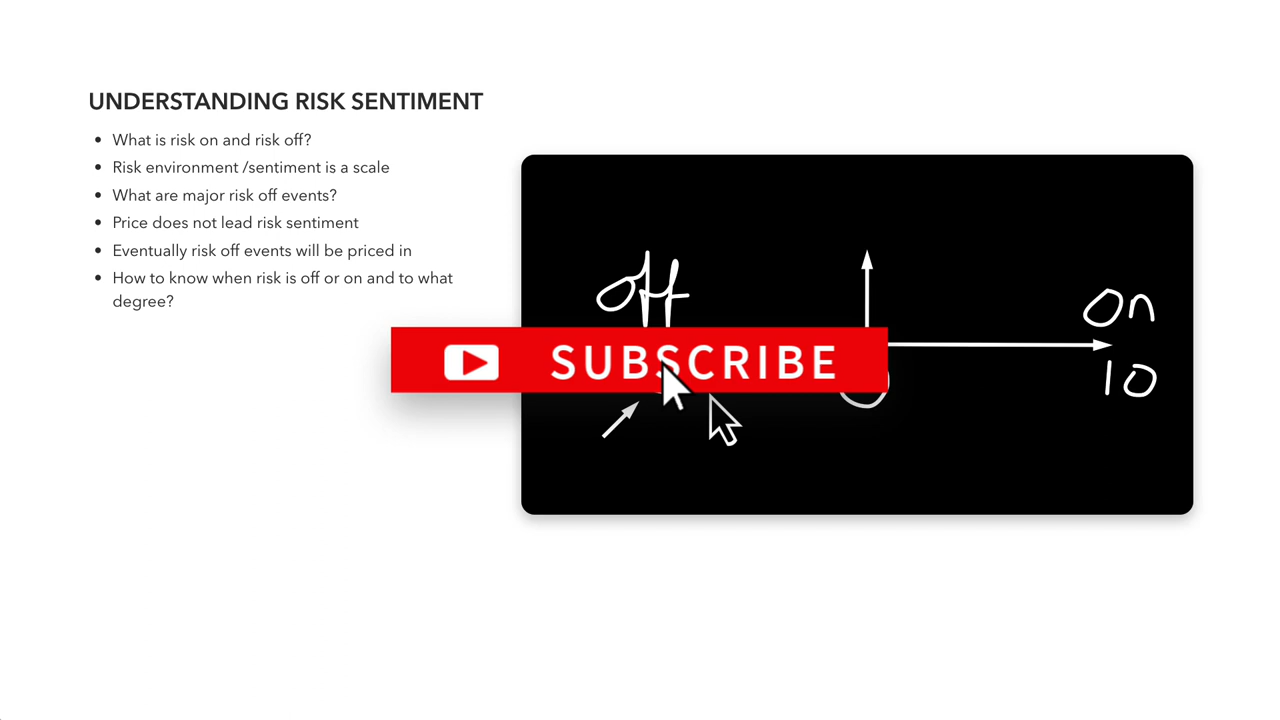 UNDERSTANDING RISK SENTIMENT
• What is risk on and risk off?
• Risk environment /sentiment is a scale
• What are major risk off events?
• Price does not lead risk sentiment
• Eventually risk off events will be priced in
• How to know when risk is off or on and to what
degree?
off
on
SUBSCRIBE
10